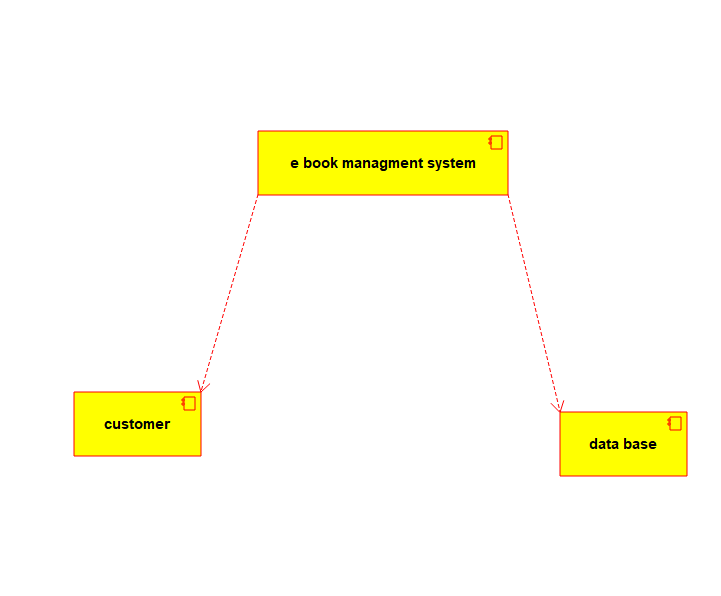 e book managment system
customer
data base